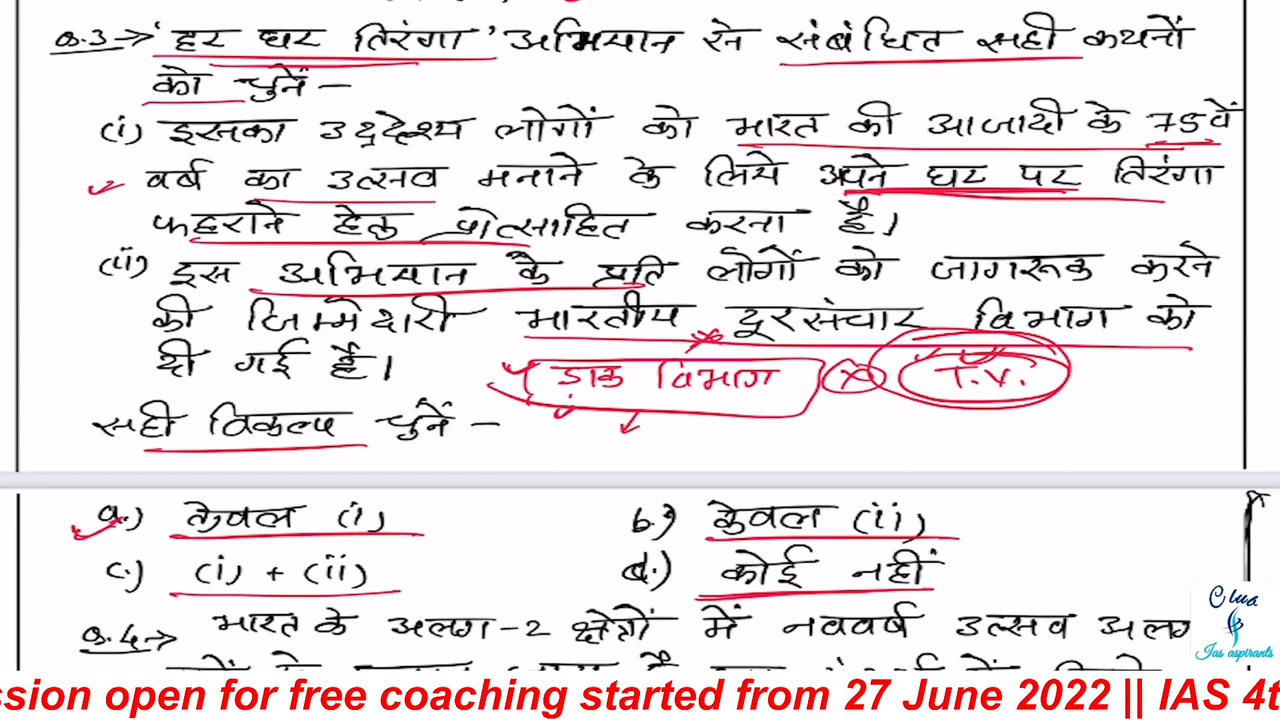 Q.3→ 'हर घर तिरंगा' अभियान से संबंधित सही कथनों
को चुनें –
(i) इसका उद्देश्य लोगों को भारत की आजादी के 75वें
वर्ष का उत्सव मनाने के लिये अपने घर पर तिरंगा
फहराने हेतु प्रोत्साहित करना है।
(ii) इस अभियान के प्रति लोगों को जागरूक करने
की जिम्मेदारी भारतीय दूरसंचार विभाग को
दी गई है।
डाक विभाग T.V.
सही विकल्प चुनें –
a.) केवल (i)
b.) केवल (ii)
c.) (i) + (ii)
d.) कोई नहीं
Q.4→ भारत के अलग-2 क्षेत्रों में नववर्ष उत्सव अलग
Clue
Ias aspirants
ssion open for free coaching started from 27 June 2022 || IAS 4t